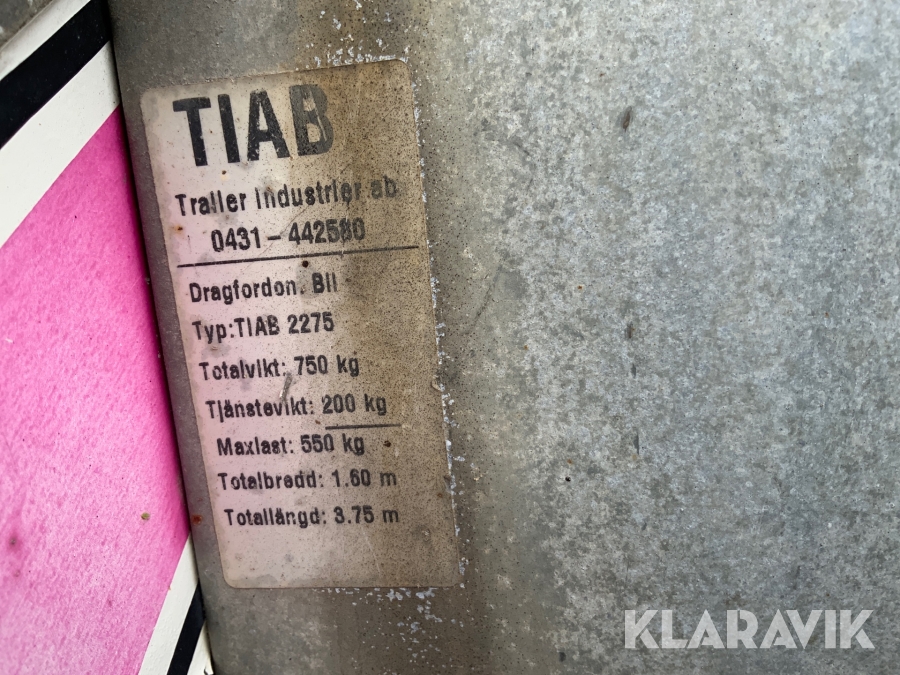 TIAB
Trailer Industrier ab
0431-442580
Dragfordon. Bil
Typ:TIAB 2275
Totalvikt: 750 kg
Tjänstevikt: 200 kg
Maxlast: 550 kg
Totalbredd: 1.60 m
Totallängd: 3.75 m
KLARAVIK